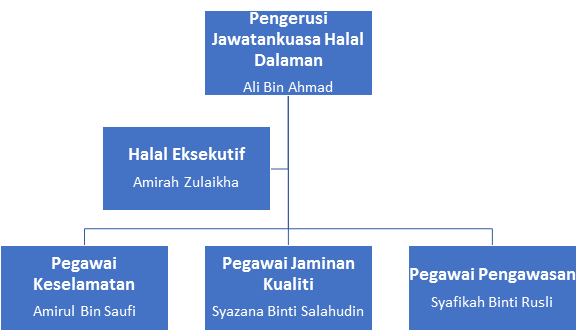 Pengerusi
Jawatankuasa Halal
Dalaman
Ali Bin Ahmad
Halal Eksekutif
Amirah Zulaikha
Pegawai
Keselamatan
Amirul Bin Saufi
Pegawai Jaminan
Kualiti
Syazana Binti Salahudin
Pegawai Pengawasan
Syafikah Binti Rusli